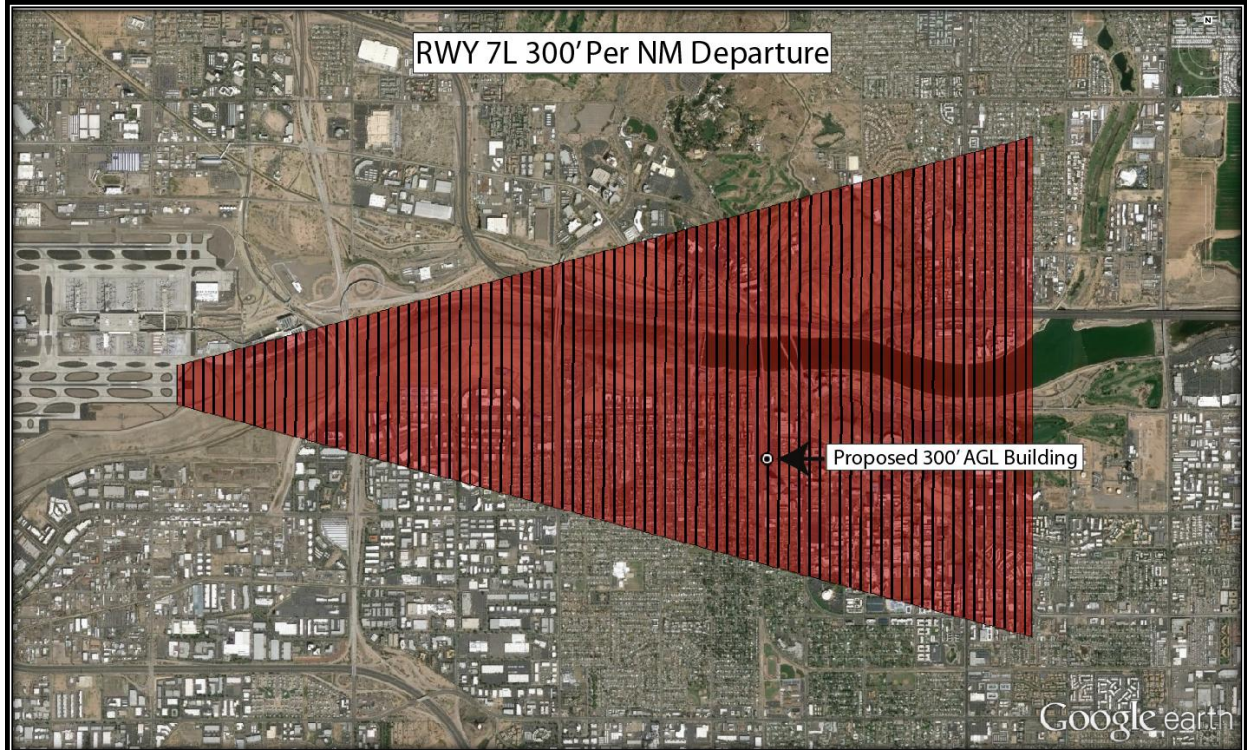 N
RWY 7L 300’ Per NM Departure
Proposed 300’ AGL Building
Google earth